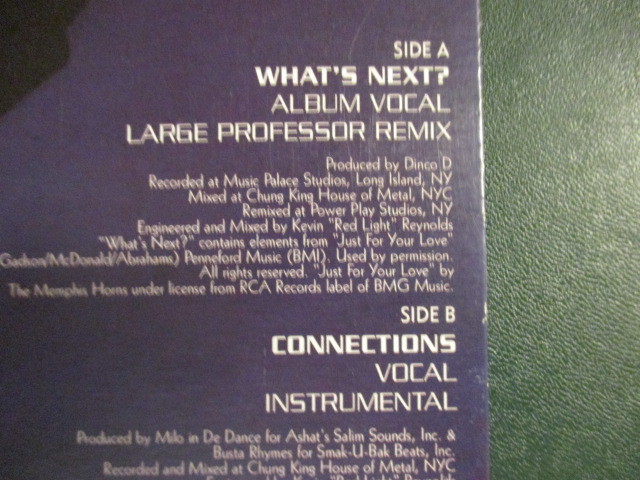 SIDE A
WHAT'S NEXT?
ALBUM VOCAL
LARGE PROFESSOR REMIX
Produced by Dinco D
Recorded at Music Palace Studios, Long Island, NY
Mixed at Chung King House of Metal, NYC
Remixed at Power Play Studios, NY
Engineered and Mixed by Kevin "Red Light" Reynolds
"What's Next?" contains elements from "Just For Your Love"
Gadson/McDonald/Abrahams) Penneford Music (BMI). Used by permission.
All rights reserved. "Just For Your Love" by
The Memphis Horns under license from RCA Records label of BMG Music.
SIDE B
CONNECTIONS
VOCAL
INSTRUMENTAL
Produced by Milo in De Dance for Ashat's Salim Sounds, Inc. &
Busta Rhymes for Smak-U-Bak Beats, Inc.
Recorded and Mixed at Chung King House of Metal, NYC